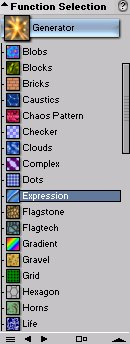 Function Selection ?
Generator
Blobs
Blocks
Bricks
Caustics
Chaos Pattern
Checker
Clouds
Complex
Dots
Expression
Flagstone
Flagtech
Gradient
Gravel
Grid
Hexagon
Horns
Life